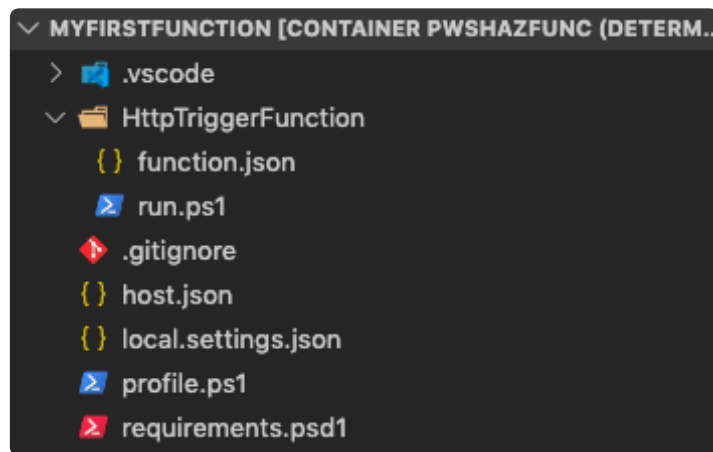 MYFIRSTFUNCTION [CONTAINER PWSHAZFUNC (DETERM...
.vscode
HttpTriggerFunction
{} function.json
run.ps1
.gitignore
{} host.json
{} local.settings.json
profile.ps1
requirements.psd1